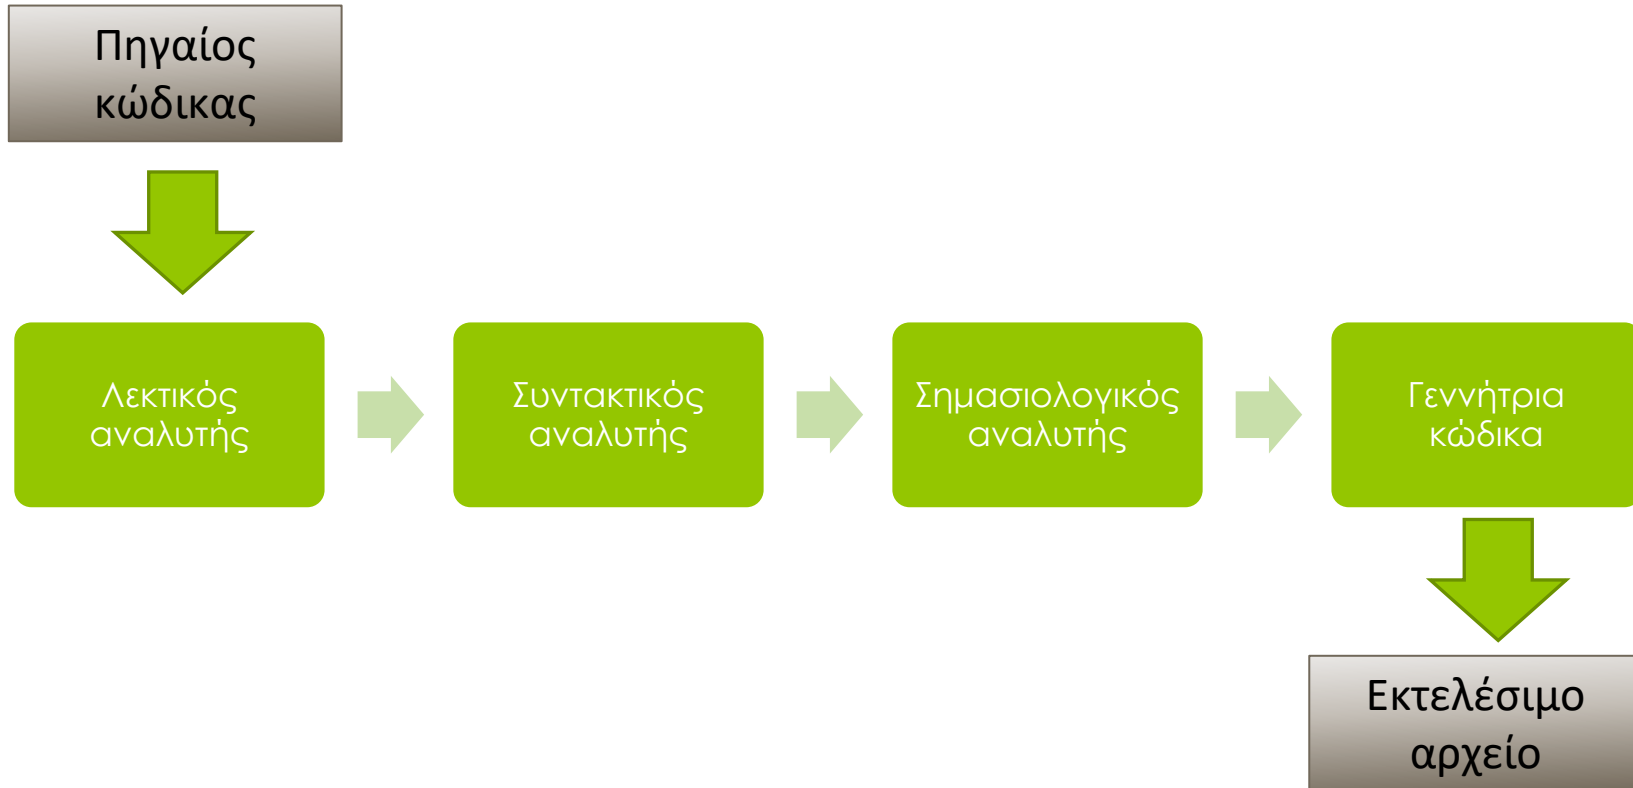 Πηγαίος
κώδικας
Λεκτικός
αναλυτής
Συντακτικός
αναλυτής
Σημασιολογικός
αναλυτής
Γεννήτρια
κώδικα
Εκτελέσιμο
αρχείο